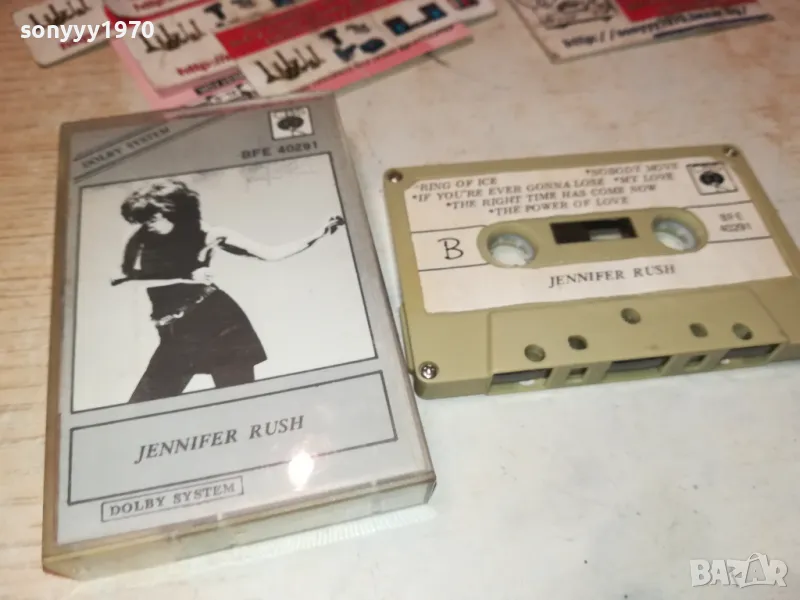 sonyyy1970
DOLBY SYSTEM
BFE 40291
JENNIFER RUSH
DOLBY SYSTEM
RING OF ICE *NOBODY MOVE
*IF YOU'RE EVER GONNA LOSE *MY LOVE
*THE RIGHT TIME HAS COME NOW
*THE POWER OF LOVE
BFE
40291
B
JENNIFER RUSH
BAZAR